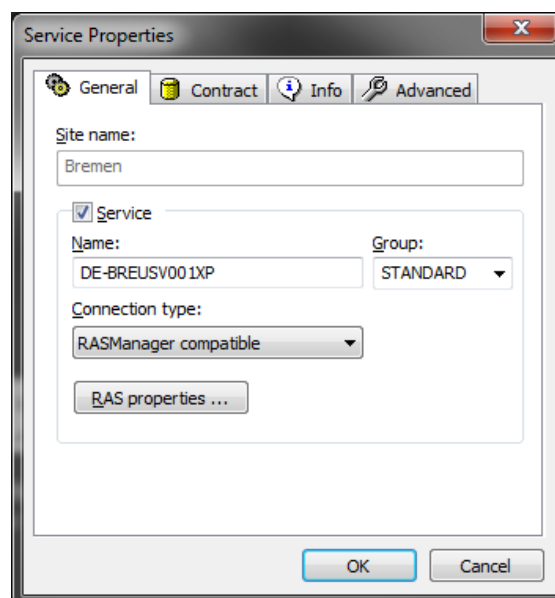 Service Properties
General Contract Info Advanced
Site name:
Bremen
Service
Name: Group:
DE-BREUSV001XP STANDARD
Connection type:
RASManager compatible
RAS properties ...
OK Cancel